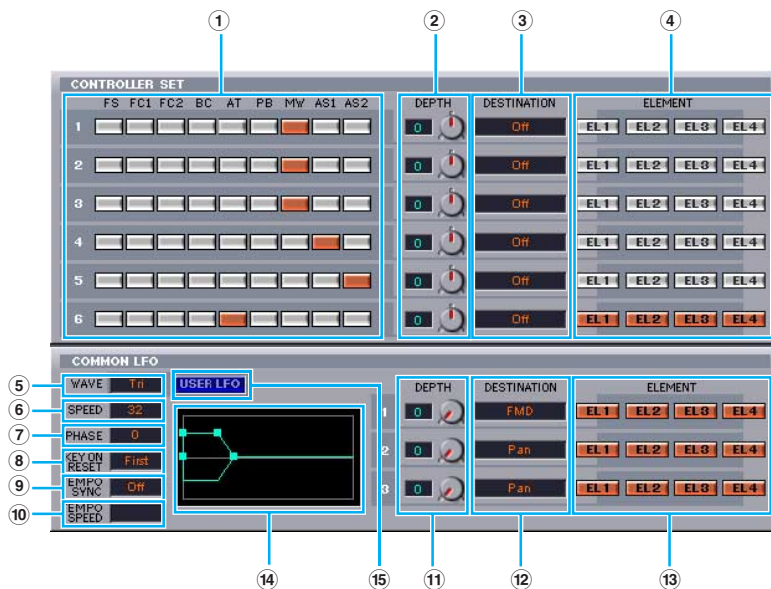 1 2 3 4
CONTROLLER SET
FS FC1 FC2 BC AT PB MW AS1 AS2 DEPTH DESTINATION ELEMENT
1 0 Off EL1 EL2 EL3 EL4
2 0 Off EL1 EL2 EL3 EL4
3 0 Off EL1 EL2 EL3 EL4
4 0 Off EL1 EL2 EL3 EL4
5 0 Off EL1 EL2 EL3 EL4
6 0 Off EL1 EL2 EL3 EL4
COMMON LFO
5 WAVE Tri USER LFO DEPTH DESTINATION ELEMENT
6 SPEED 32 1 0 FMD EL1 EL2 EL3 EL4
7 PHASE 0
8 KEY ON RESET First 2 0 Pan EL1 EL2 EL3 EL4
9 EMPO SYNC Off 3 0 Pan EL1 EL2 EL3 EL4
10 EMPO SPEED
14 15 11 12 13